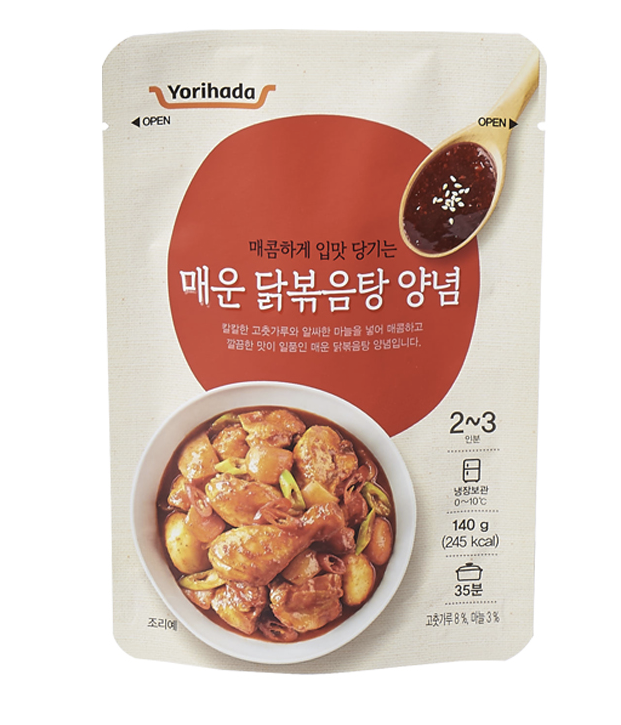 Yorihada
OPEN
OPEN
매콤하게 입맛 당기는
매운 닭볶음탕 양념
칼칼한 고춧가루와 알싸한 마늘을 넣어 매콤하고
깔끔한 맛이 일품인 매운 닭볶음탕 양념입니다.
2~3
인분
냉장보관
0~10℃
140 g
(245 kcal)
35분
고춧가루 8 %, 마늘 3 %
조리예